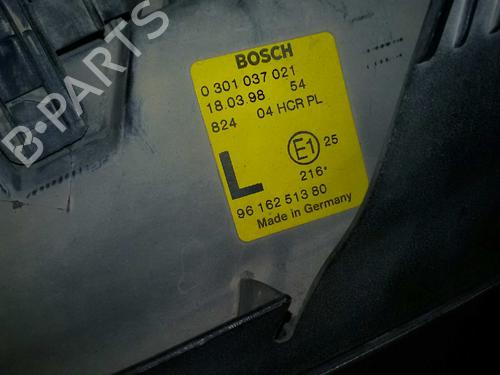 BOSCH
0 301 037 021
18.03.98 54
824 04 HCR PL
L E1 25
216*
96 162 513 80
Made in Germany
B-PARTS